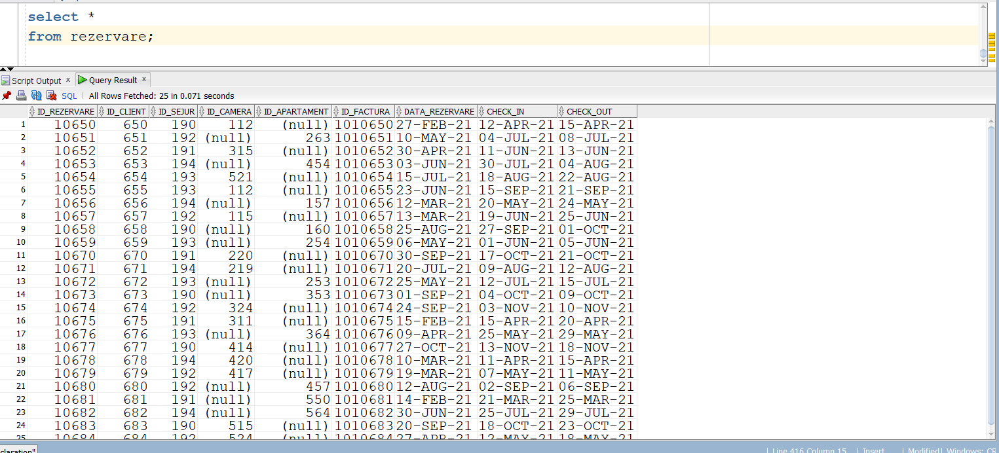 select *
from rezervare;
Script Output x Query Result x
SQL | All Rows Fetched: 25 in 0.071 seconds
ID_REZERVARE ID_CLIENT ID_SEJUR ID_CAMERA ID_APARTAMENT ID_FACTURA DATA_REZERVARE CHECK_IN CHECK_OUT
1 10650 650 190 112 (null) 1010650 27-FEB-21 12-APR-21 15-APR-21
2 10651 651 192 (null) 263 1010651 10-MAY-21 04-JUL-21 08-JUL-21
3 10652 652 191 315 (null) 1010652 30-APR-21 11-JUN-21 13-JUN-21
4 10653 653 194 (null) 454 1010653 03-JUN-21 30-JUL-21 04-AUG-21
5 10654 654 193 521 (null) 1010654 15-JUL-21 18-AUG-21 22-AUG-21
6 10655 655 193 112 (null) 1010655 23-JUN-21 15-SEP-21 21-SEP-21
7 10656 656 194 (null) 157 1010656 12-MAR-21 20-MAY-21 24-MAY-21
8 10657 657 192 115 (null) 1010657 13-MAR-21 19-JUN-21 25-JUN-21
9 10658 658 190 (null) 160 1010658 25-AUG-21 27-SEP-21 01-OCT-21
10 10659 659 193 (null) 254 1010659 06-MAY-21 01-JUN-21 05-JUN-21
11 10670 670 191 220 (null) 1010670 30-SEP-21 17-OCT-21 21-OCT-21
12 10671 671 194 219 (null) 1010671 20-JUL-21 09-AUG-21 12-AUG-21
13 10672 672 193 (null) 253 1010672 25-MAY-21 12-JUL-21 15-JUL-21
14 10673 673 190 (null) 353 1010673 01-SEP-21 04-OCT-21 09-OCT-21
15 10674 674 192 324 (null) 1010674 24-SEP-21 03-NOV-21 10-NOV-21
16 10675 675 191 311 (null) 1010675 15-FEB-21 15-APR-21 20-APR-21
17 10676 676 193 (null) 364 1010676 09-APR-21 25-MAY-21 29-MAY-21
18 10677 677 190 414 (null) 1010677 27-OCT-21 13-NOV-21 18-NOV-21
19 10678 678 194 420 (null) 1010678 10-MAR-21 11-APR-21 15-APR-21
20 10679 679 192 417 (null) 1010679 19-MAR-21 07-MAY-21 11-MAY-21
21 10680 680 192 (null) 457 1010680 12-AUG-21 02-SEP-21 06-SEP-21
22 10681 681 191 (null) 550 1010681 14-FEB-21 21-MAR-21 25-MAR-21
23 10682 682 194 (null) 564 1010682 30-JUN-21 25-JUL-21 29-JUL-21
24 10683 683 190 515 (null) 1010683 20-SEP-21 18-OCT-21 23-OCT-21
25 10684 684 192 524 (null) 1010684 27-APR-21 12-MAY-21 18-MAY-21
claration" | Line 416 Column 15 | Insert | Modified | Windows: CR